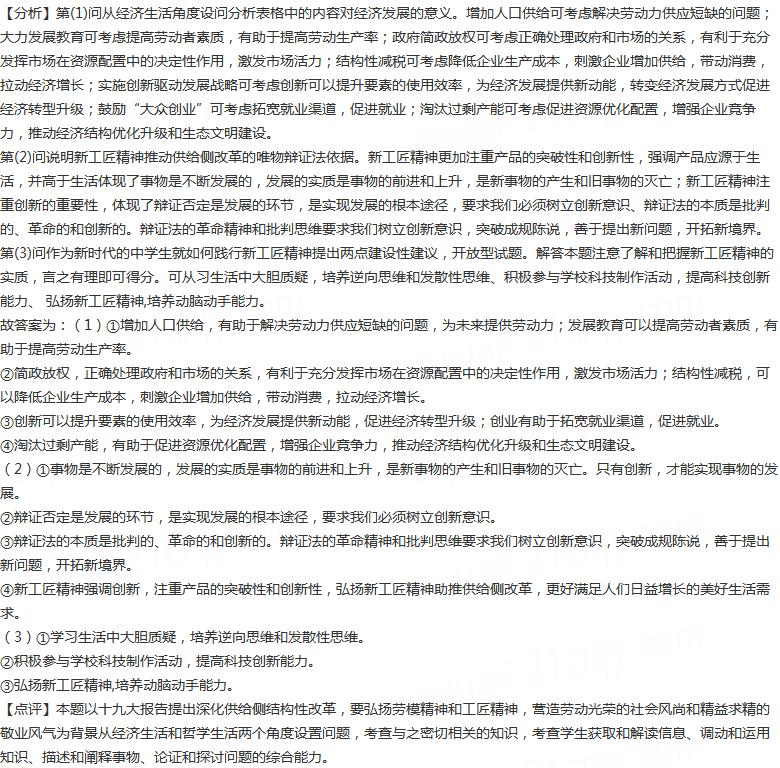 【分析】第(1)问从经济生活角度设问分析表格中的内容对经济发展的意义。增加人口供给可考虑解决劳动力供应短缺的问题；
大力发展教育可考虑提高劳动者素质，有助于提高劳动生产率；政府简政放权可考虑正确处理政府和市场的关系，有利于充分
发挥市场在资源配置中的决定性作用，激发市场活力；结构性减税可考虑降低企业生产成本，刺激企业增加供给，带动消费，
拉动经济增长；实施创新驱动发展战略可考虑创新可以提升要素的使用效率，为经济发展提供新动能，转变经济发展方式促进
经济转型升级；鼓励“大众创业”可考虑拓宽就业渠道，促进就业；淘汰过剩产能可考虑促进资源优化配置，增强企业竞争
力，推动经济结构优化升级和生态文明建设。
第(2)问说明新工匠精神推动供给侧改革的唯物辩证法依据。新工匠精神更加注重产品的突破性和创新性，强调产品应源于生
活，并高于生活体现了事物是不断发展的，发展的实质是事物的前进和上升，是新事物的产生和旧事物的灭亡；新工匠精神注
重创新的重要性，体现了辩证否定是发展的环节，是实现发展的根本途径，要求我们必须树立创新意识、辩证法的本质是批判
的、革命的和创新的。辩证法的革命精神和批判思维要求我们树立创新意识，突破成规陈说，善于提出新问题，开拓新境界。
第(3)问作为新时代的中学生就如何践行新工匠精神提出两点建设性建议，开放型试题。解答本题注意了解和把握新工匠精神的
实质，言之有理即可得分。可从习生活中大胆质疑，培养逆向思维和发散性思维、积极参与学校科技制作活动，提高科技创新
能力、 弘扬新工匠精神,培养动脑动手能力。
故答案为：（1）①增加人口供给，有助于解决劳动力供应短缺的问题，为未来提供劳动力；发展教育可以提高劳动者素质，有
助于提高劳动生产率。
②简政放权，正确处理政府和市场的关系，有利于充分发挥市场在资源配置中的决定性作用，激发市场活力；结构性减税，可
以降低企业生产成本，刺激企业增加供给，带动消费，拉动经济增长。
③创新可以提升要素的使用效率，为经济发展提供新动能，促进经济转型升级；创业有助于拓宽就业渠道，促进就业。
④淘汰过剩产能，有助于促进资源优化配置，增强企业竞争力，推动经济结构优化升级和生态文明建设。
（2）①事物是不断发展的，发展的实质是事物的前进和上升，是新事物的产生和旧事物的灭亡。只有创新，才能实现事物的发
展。
②辩证否定是发展的环节，是实现发展的根本途径，要求我们必须树立创新意识。
③辩证法的本质是批判的、革命的和创新的。辩证法的革命精神和批判思维要求我们树立创新意识，突破成规陈说，善于提出
新问题，开拓新境界。
④新工匠精神强调创新，注重产品的突破性和创新性，弘扬新工匠精神助推供给侧改革，更好满足人们日益增长的美好生活需
求。
（3）①学习生活中大胆质疑，培养逆向思维和发散性思维。
②积极参与学校科技制作活动，提高科技创新能力。
③弘扬新工匠精神,培养动脑动手能力。
【点评】本题以十九大报告提出深化供给侧结构性改革，要弘扬劳模精神和工匠精神，营造劳动光荣的社会风尚和精益求精的
敬业风气为背景从经济生活和哲学生活两个角度设置问题，考查与之密切相关的知识，考查学生获取和解读信息、调动和运用
知识、描述和阐释事物、论证和探讨问题的综合能力。